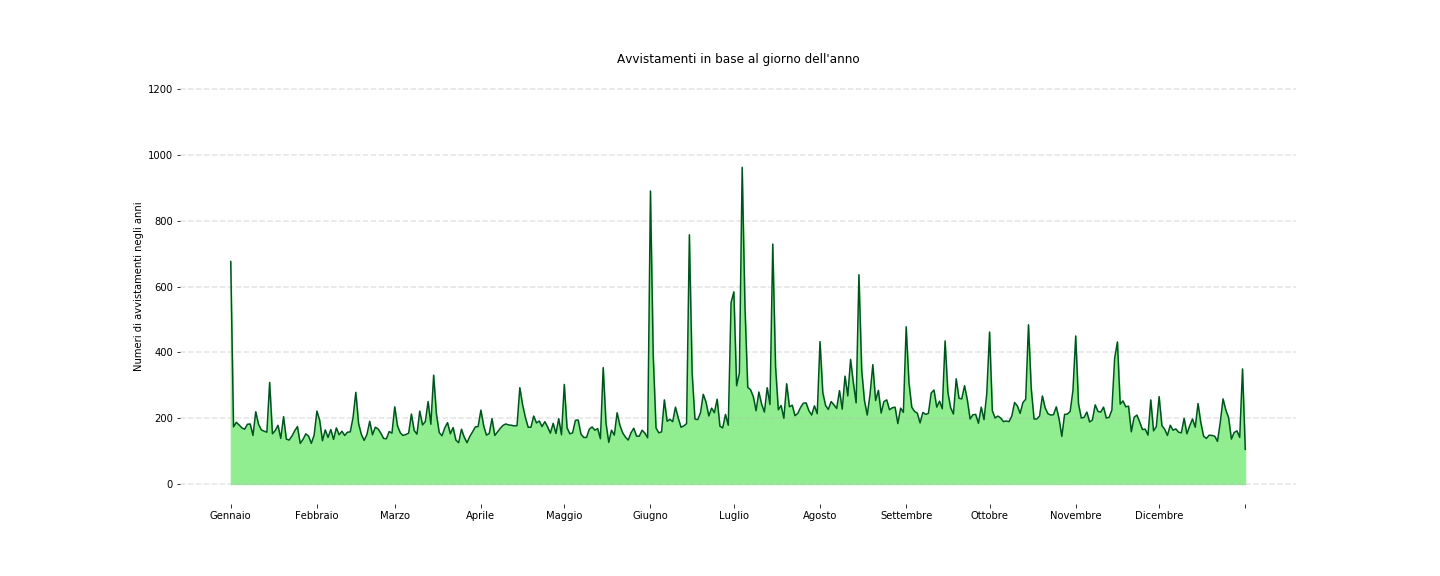 Avvistamenti in base al giorno dell'anno
Numeri di avvistamenti negli anni
1200
1000
800
600
400
200
0
Gennaio Febbraio Marzo Aprile Maggio Giugno Luglio Agosto Settembre Ottobre Novembre Dicembre